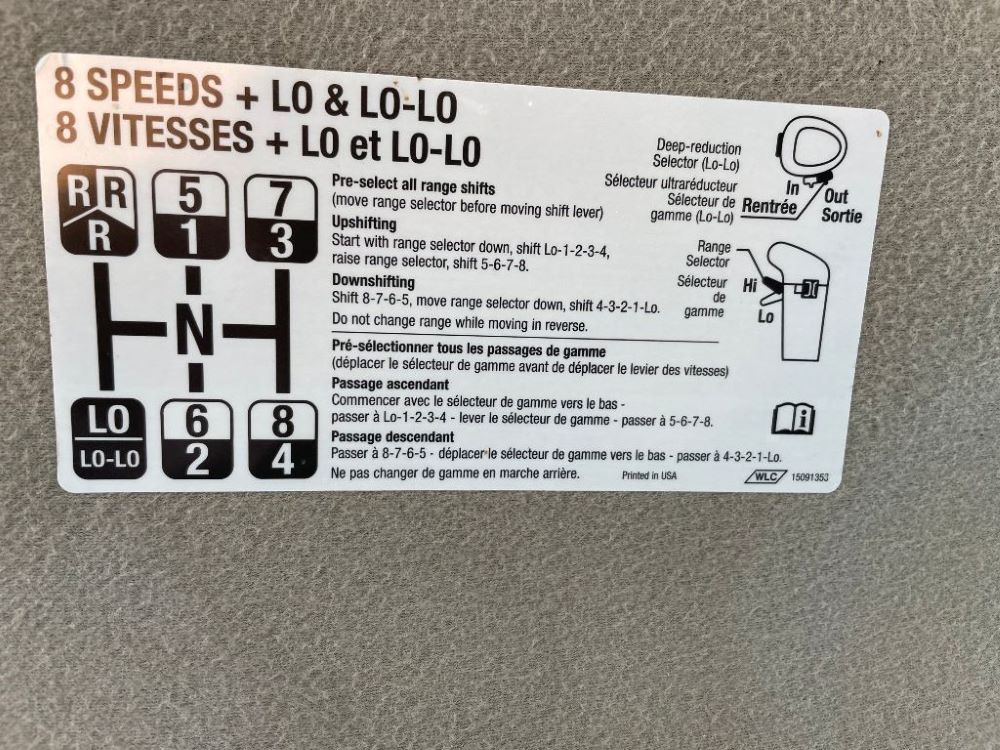 8 SPEEDS + LO & LO-LO
8 VITESSES + LO et LO-LO
R R
R
5
1
7
3
N
LO
LO-LO
6
2
8
4
Pre-select all range shifts
(move range selector before moving shift lever)
Upshifting
Start with range selector down, shift Lo-1-2-3-4,
raise range selector, shift 5-6-7-8.
Downshifting
Shift 8-7-6-5, move range selector down, shift 4-3-2-1-Lo.
Do not change range while moving in reverse.
Pré-sélectionner tous les passages de gamme
(déplacer le sélecteur de gamme avant de déplacer le levier des vitesses)
Passage ascendant
Commencer avec le sélecteur de gamme vers le bas -
passer à Lo-1-2-3-4 - lever le sélecteur de gamme - passer à 5-6-7-8.
Passage descendant
Passer à 8-7-6-5 - déplacer le sélecteur de gamme vers le bas - passer à 4-3-2-1-Lo.
Ne pas changer de gamme en marche arrière.
Printed in USA
WLC 15091353
Deep-reduction
Selector (Lo-Lo)
Sélecteur ultraréducteur
Sélecteur de
gamme (Lo-Lo)
In
Rentrée
Out
Sortie
Range
Selector
Sélecteur
de
gamme
Hi
Lo
i